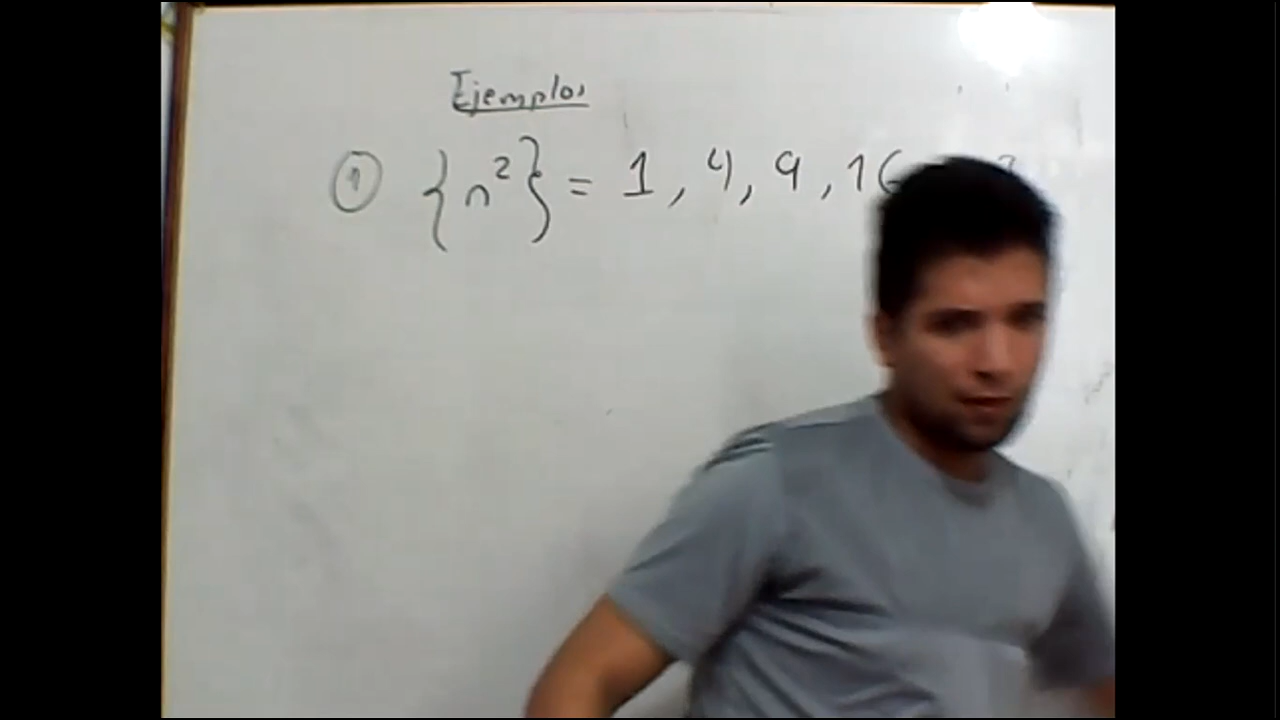 Ejemplos
① {n²} = 1, 4, 9, 16